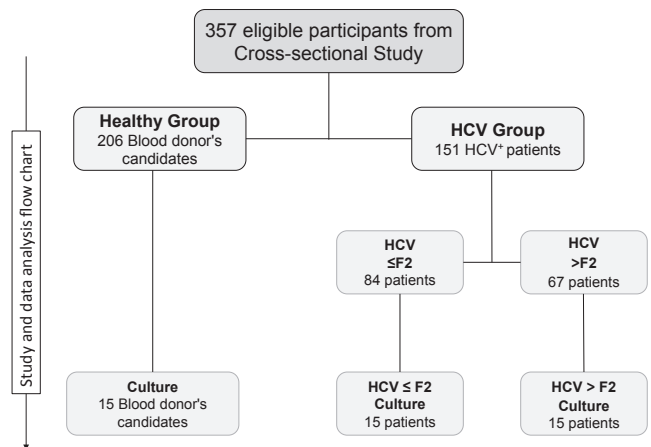 357 eligible participants from
Cross-sectional Study
Healthy Group
206 Blood donor's
candidates
HCV Group
151 HCV⁺ patients
Study and data analysis flow chart
HCV
≤F2
84 patients
HCV
>F2
67 patients
Culture
15 Blood donor's
candidates
HCV ≤ F2
Culture
15 patients
HCV > F2
Culture
15 patients